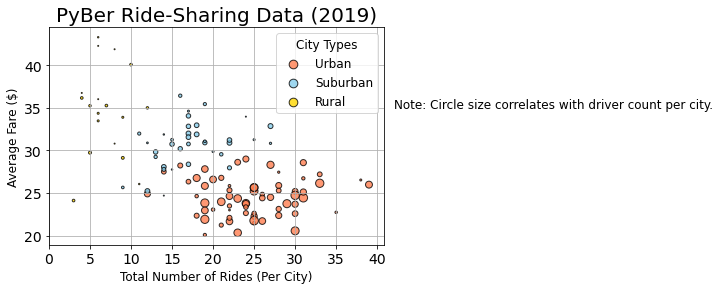 PyBer Ride-Sharing Data (2019)
City Types
Urban
Suburban
Rural
Note: Circle size correlates with driver count per city.
Average Fare ($)
40
35
30
25
20
0 5 10 15 20 25 30 35 40
Total Number of Rides (Per City)